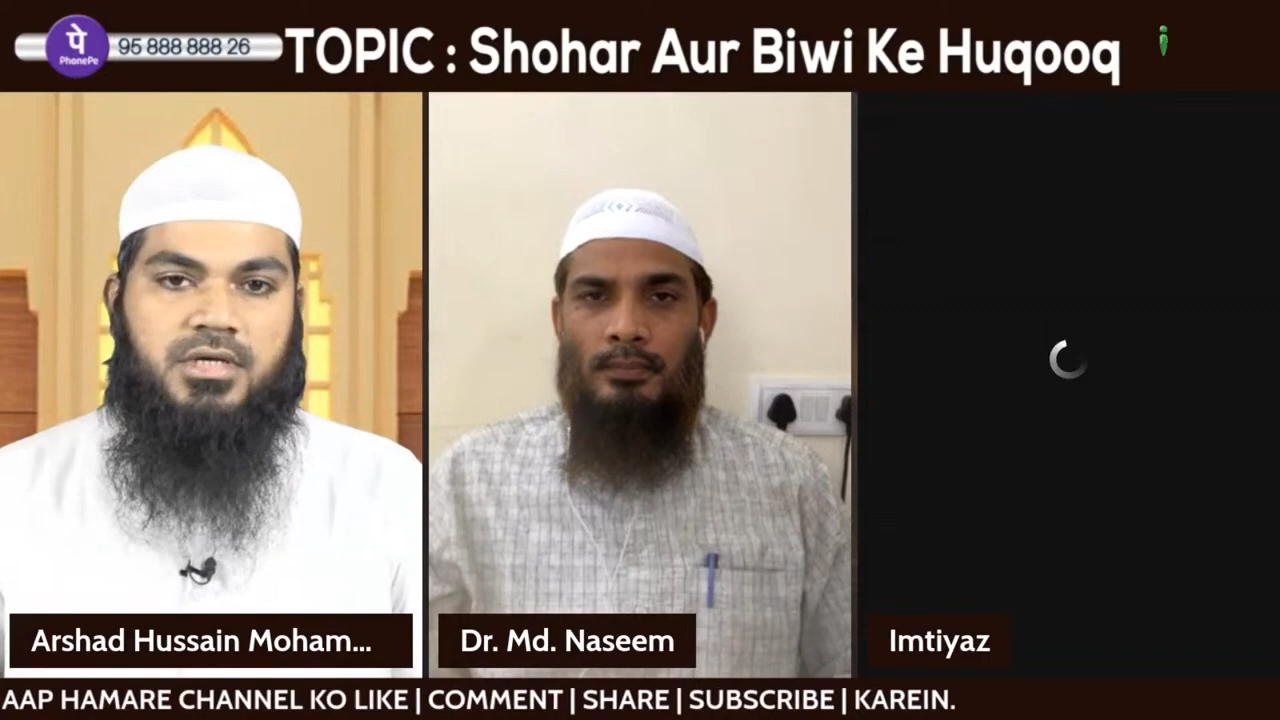 पे
PhonePe
95 888 888 26
TOPIC : Shohar Aur Biwi Ke Huqooq
Arshad Hussain Moham...
Dr. Md. Naseem
Imtiyaz
AAP HAMARE CHANNEL KO LIKE | COMMENT | SHARE | SUBSCRIBE | KAREIN.